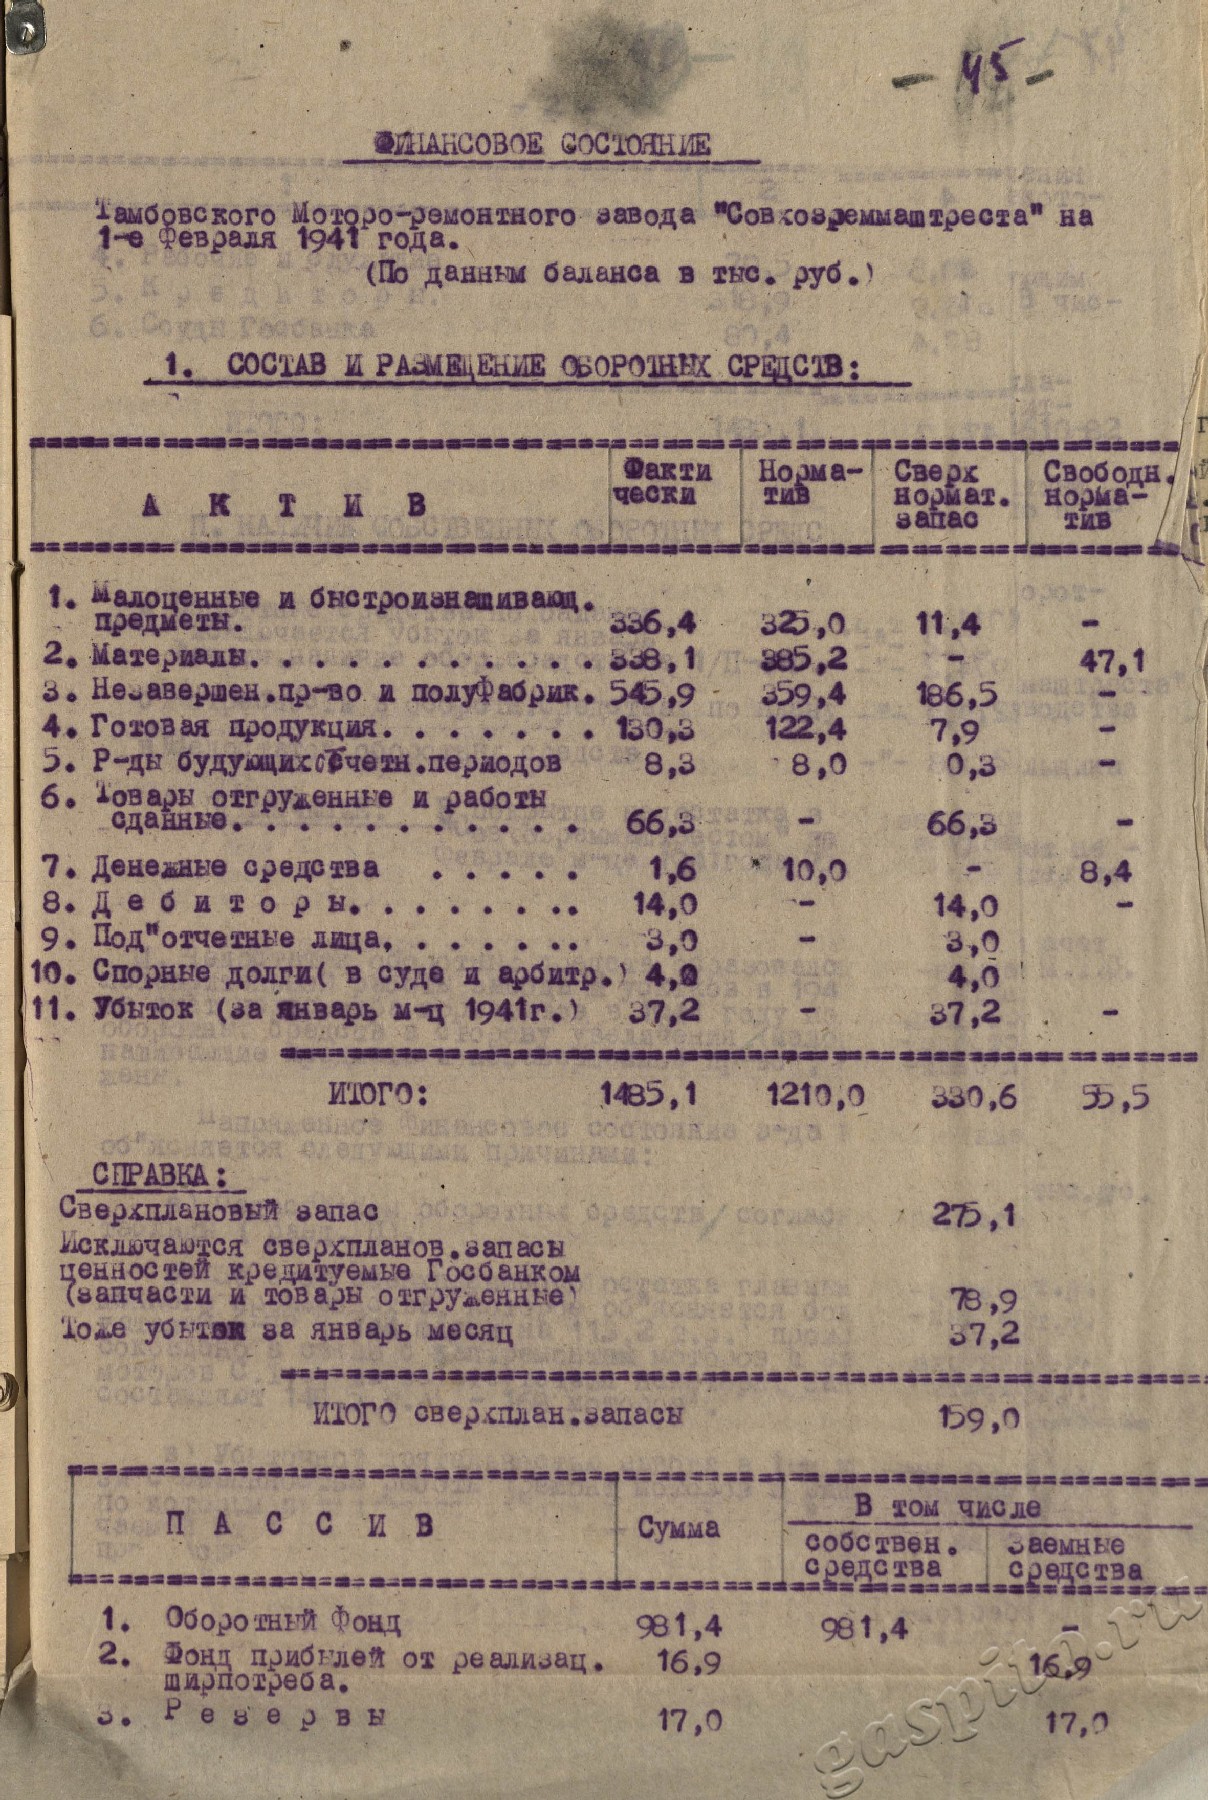 - 45 -
ФИНАНСОВОЕ СОСТОЯНИЕ
Тамбовского Моторо-ремонтного завода "Совхозреммаштреста" на
1-е Февраля 1941 года.
(По данным баланса в тыс. руб.)
1. СОСТАВ И РАЗМЕЩЕНИЕ ОБОРОТНЫХ СРЕДСТВ:
А К Т И В | Факти чески | Норма- тив | Сверх нормат. запас | Свободн. норма- тив
1. Малоценные и быстроизнашивающ.
предметы. 336,4 325,0 11,4 -
2. Материалы. . . . . . . . . . . 338,1 385,2 - 47,1
3. Незавершен.пр-во и полуфабрик. 545,9 359,4 186,5 -
4. Готовая продукция. . . . . . . 130,3 122,4 7,9 -
5. Р-ды будующих отчетн.периодов 8,3 8,0 0,3 -
6. Товары отгруженные и работы
сданные. . . . . . . . . . . 66,3 - 66,3 -
7. Денежные средства . . . . . 1,6 10,0 - 8,4
8. Д е б и т о р ы. . . . . . . .. 14,0 - 14,0 -
9. Под"отчетные лица. . . . . .. 3,0 - 3,0
10. Спорные долги( в суде и арбитр.) 4,0 4,0
11. Убыток (за январь м-ц 1941г.) 37,2 - 37,2 -
ИТОГО: 1485,1 1210,0 330,6 55,5
СПРАВКА:
Сверхплановый запас 275,1
Исключаются сверхпланов.запасы
ценностей кредитуемые Госбанком
(запчасти и товары отгруженные) 78,9
Тоже убыток за январь месяц 37,2
ИТОГО сверхплан.запасы 159,0
П А С С И В | Сумма | В том числе
собствен. средства | Заемные средства
1. Оборотный Фонд 981,4 981,4 -
2. Фонд прибылей от реализац. 16,9 16,9
ширпотреба.
3. Р е з е р в ы 17,0 17,0
gaspito.ru